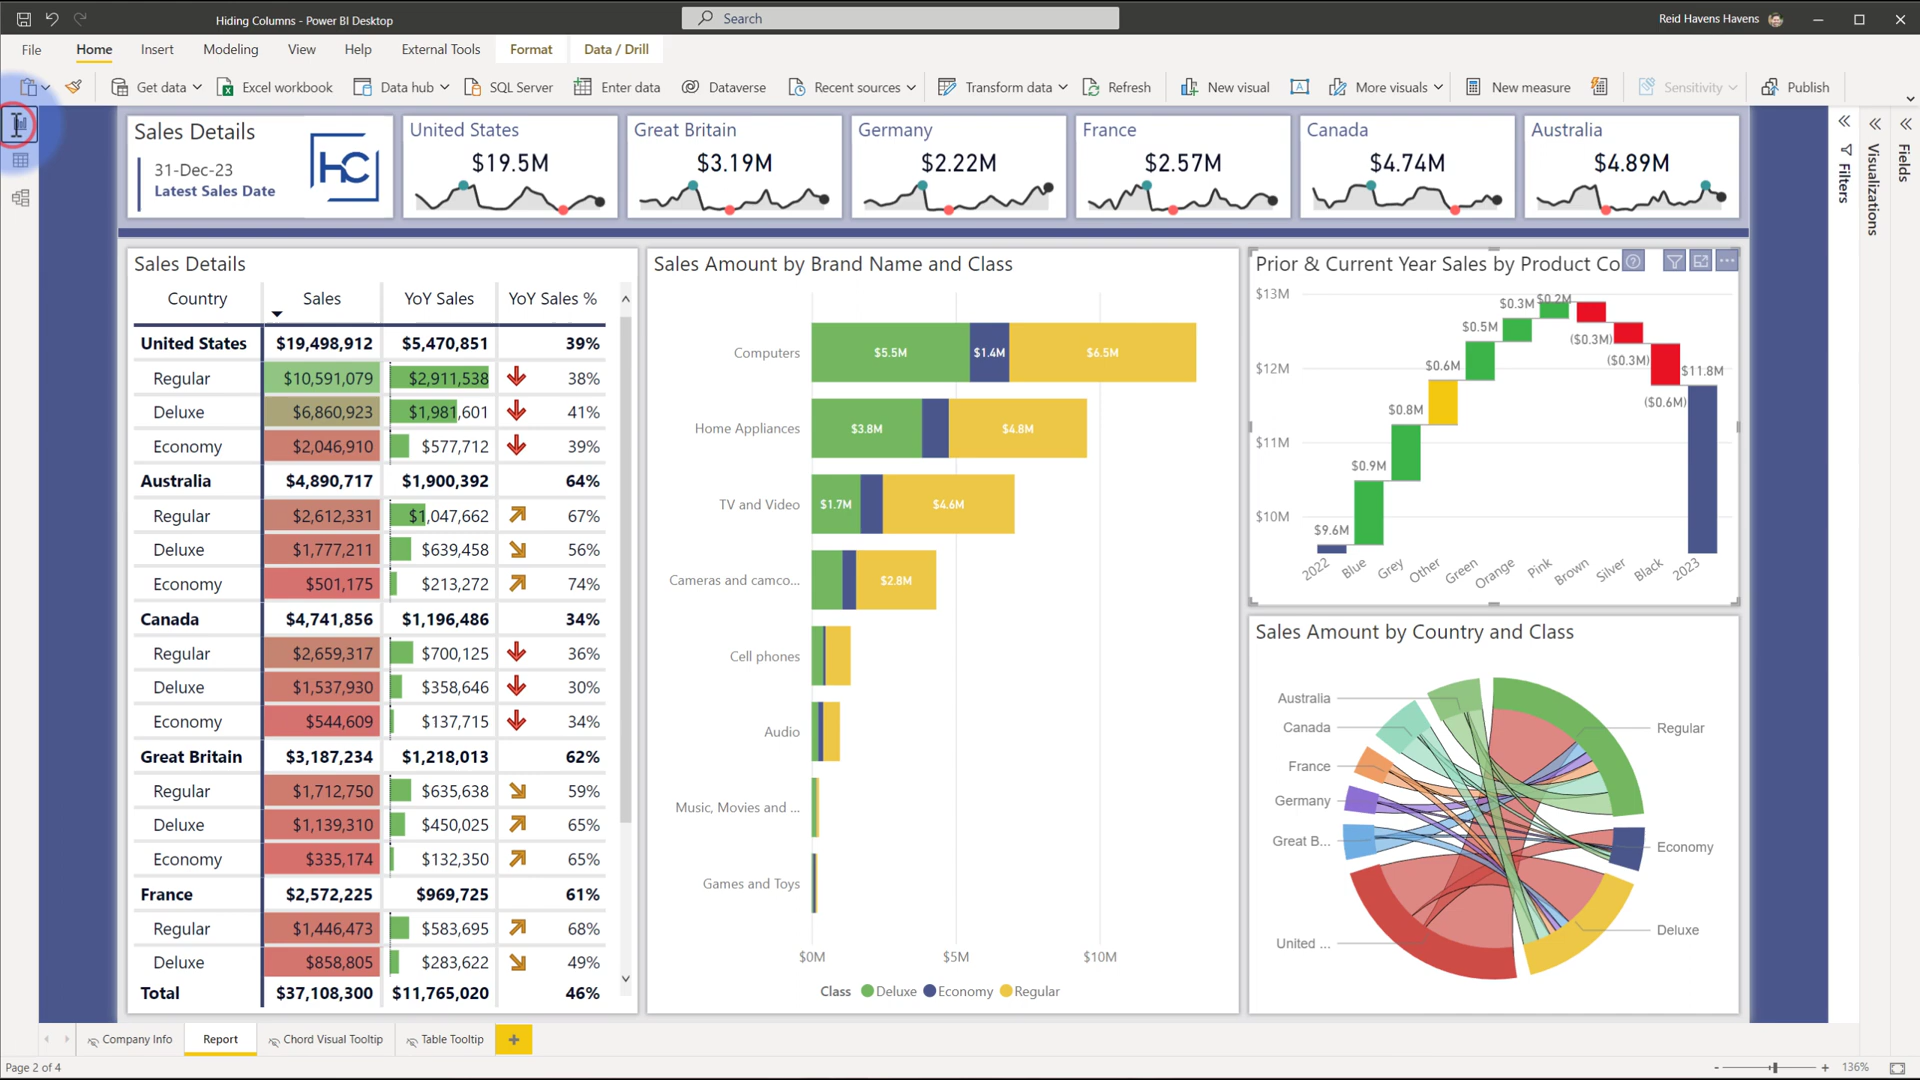 Hiding Columns - Power BI Desktop
Search
Reid Havens Havens
File
Home
Insert
Modeling
View
Help
External Tools
Format
Data / Drill
Get data
Excel workbook
Data hub
SQL Server
Enter data
Dataverse
Recent sources
Transform data
Refresh
New visual
More visuals
New measure
Sensitivity
Publish
Sales Details
31-Dec-23
Latest Sales Date
HC
United States
$19.5M
Great Britain
$3.19M
Germany
$2.22M
France
$2.57M
Canada
$4.74M
Australia
$4.89M
Filters
Visualizations
Fields
Sales Details
Country Sales YoY Sales YoY Sales %
United States $19,498,912 $5,470,851 39%
Regular $10,591,079 $2,911,538 38%
Deluxe $6,860,923 $1,981,601 41%
Economy $2,046,910 $577,712 39%
Australia $4,890,717 $1,900,392 64%
Regular $2,612,331 $1,047,662 67%
Deluxe $1,777,211 $639,458 56%
Economy $501,175 $213,272 74%
Canada $4,741,856 $1,196,486 34%
Regular $2,659,317 $700,125 36%
Deluxe $1,537,930 $358,646 30%
Economy $544,609 $137,715 34%
Great Britain $3,187,234 $1,218,013 62%
Regular $1,712,750 $635,638 59%
Deluxe $1,139,310 $450,025 65%
Economy $335,174 $132,350 65%
France $2,572,225 $969,725 61%
Regular $1,446,473 $583,695 68%
Deluxe $858,805 $283,622 49%
Total $37,108,300 $11,765,020 46%
Sales Amount by Brand Name and Class
Computers $5.5M $1.4M $6.5M
Home Appliances $3.8M $4.8M
TV and Video $1.7M $4.6M
Cameras and camco... $2.8M
Cell phones
Audio
Music, Movies and ...
Games and Toys
$0M $5M $10M
Class Deluxe Economy Regular
Prior & Current Year Sales by Product Co
$13M
$12M
$11M
$10M
$9.6M
$0.9M
$0.8M
$0.6M
$0.5M
$0.3M
$0.2M
($0.3M)
($0.3M)
($0.6M)
$11.8M
2022 Blue Grey Other Green Orange Pink Brown Silver Black 2023
Sales Amount by Country and Class
Australia
Canada
France
Germany
Great B...
United ...
Regular
Economy
Deluxe
Company Info
Report
Chord Visual Tooltip
Table Tooltip
+
Page 2 of 4
- + 136%